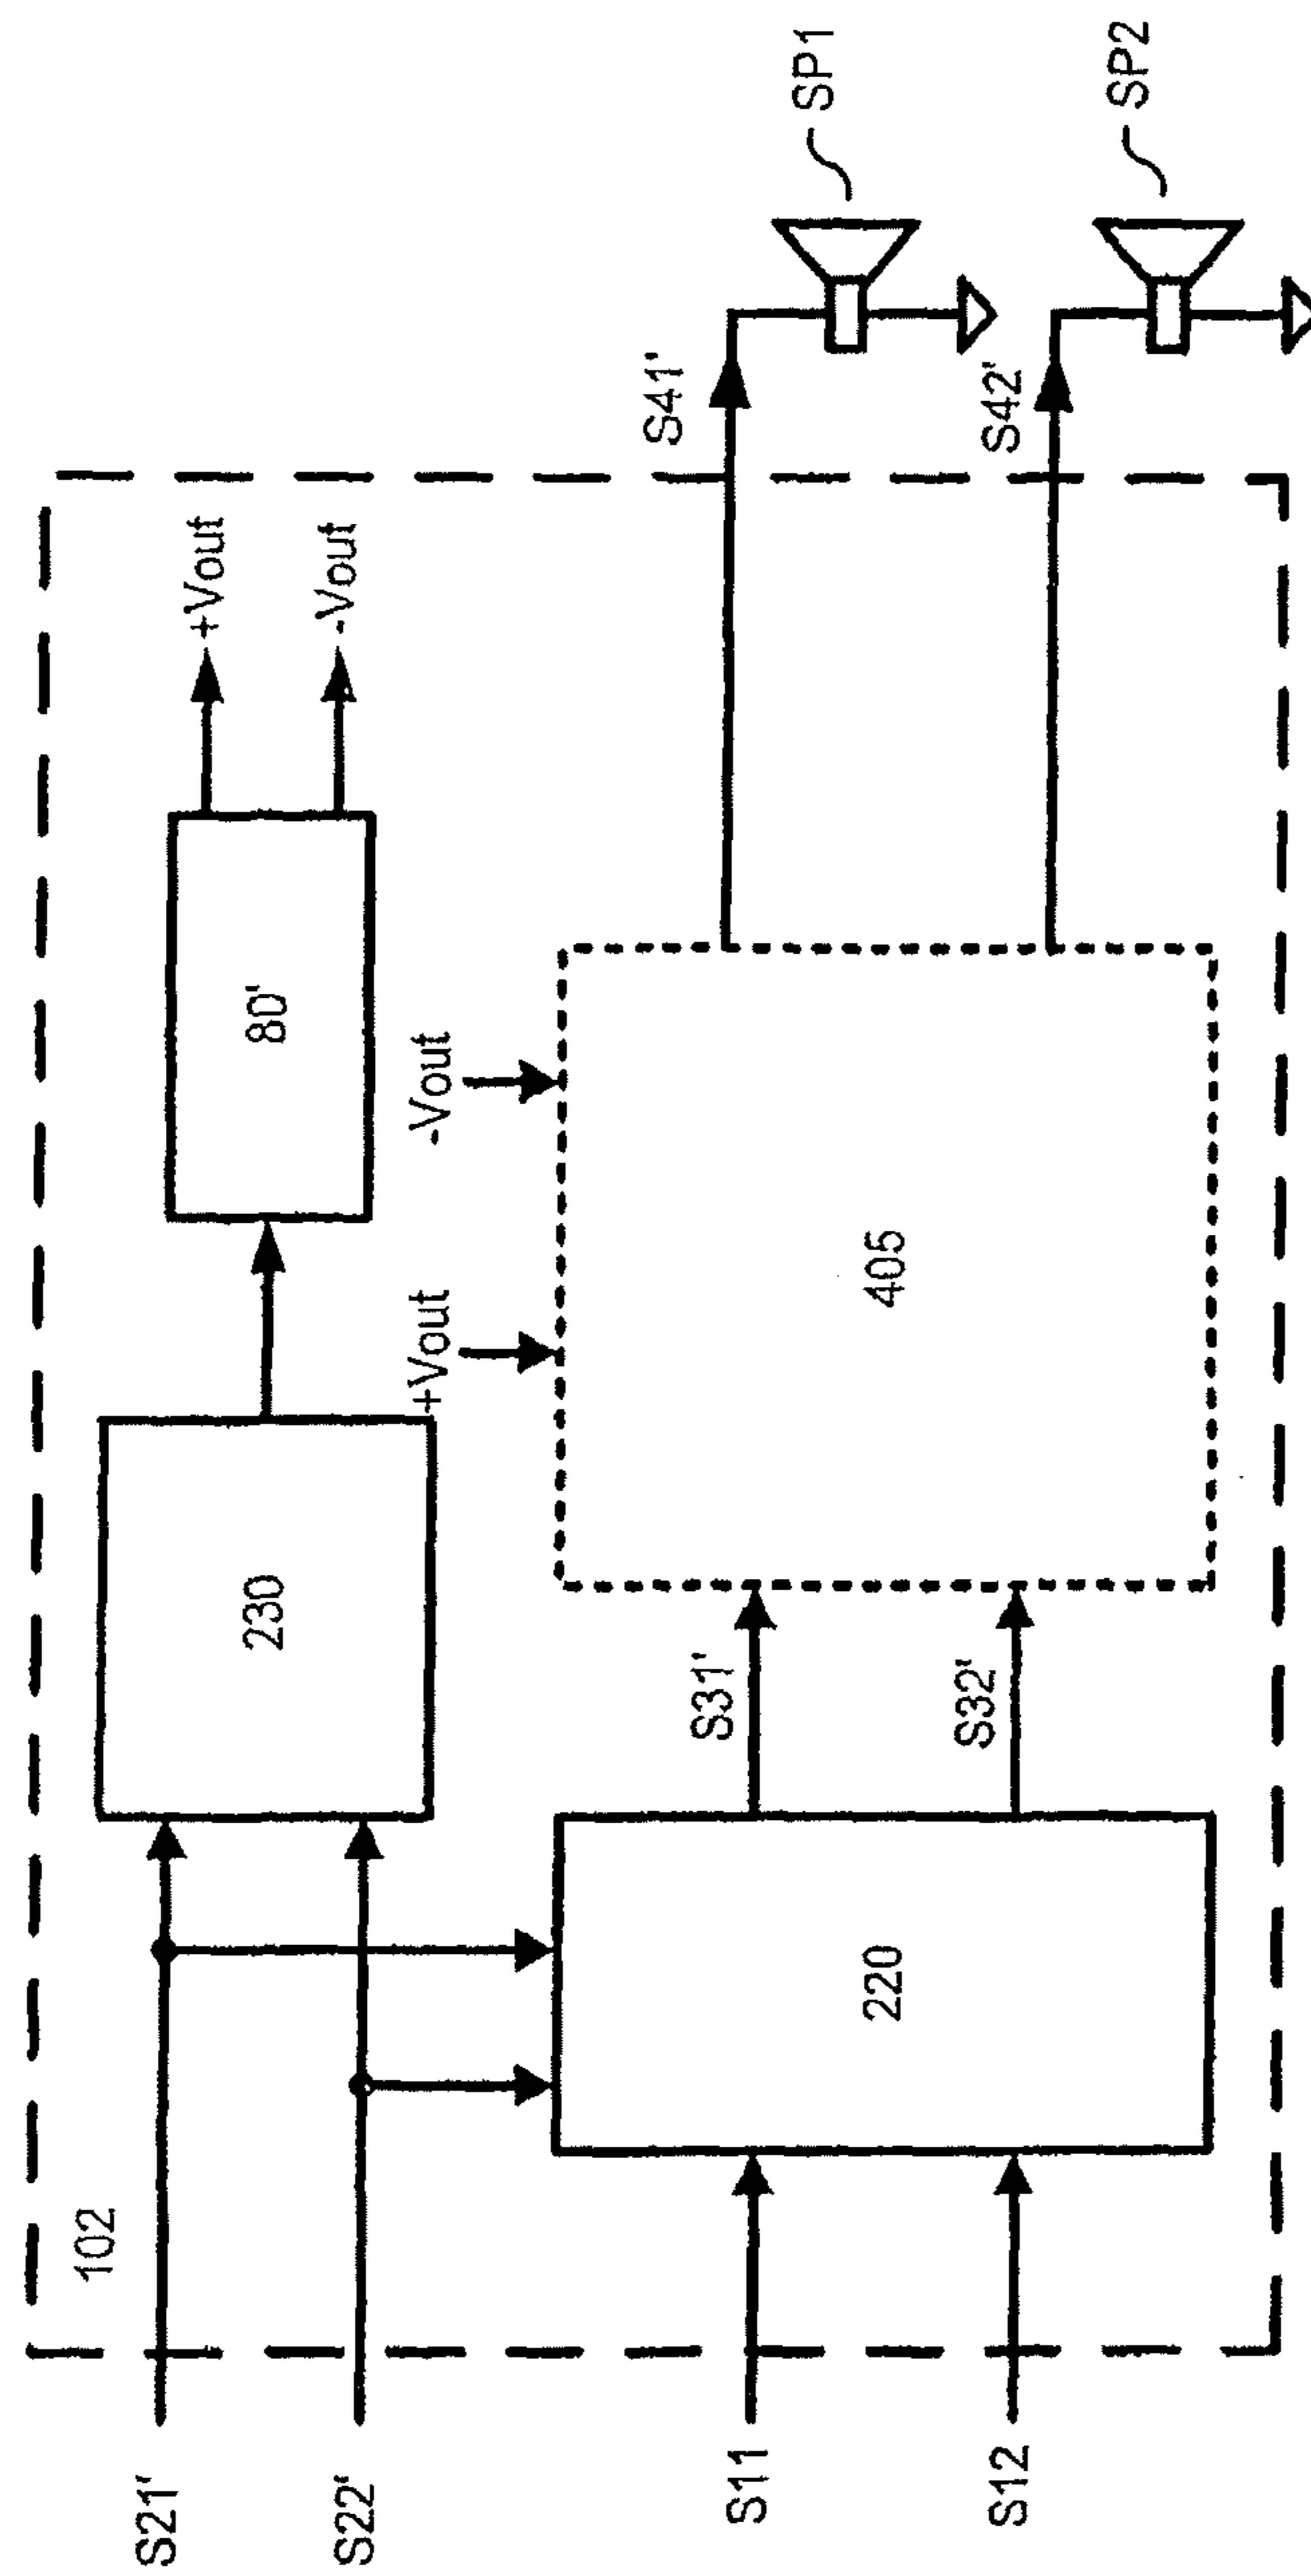 102
S21'
S22'
230
80'
+Vout
-Vout
+Vout
-Vout
S11
S12
220
S31'
S32'
405
S41'
S42'
SP1
SP2